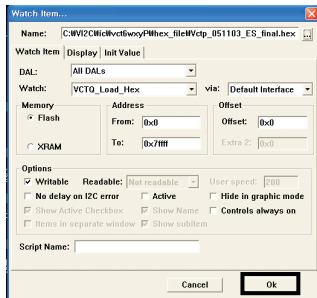 Watch Item...
Name: C:₩VI2C₩ic₩vct6wxyP₩hex_file₩Vctp_051103_ES_final.hex ...
Watch Item Display Init Value
DAL: All DALs
Watch: VCTQ_Load_Hex via: Default Interface
Memory Address Offset
Flash From: 0x0 Offset: 0x0
XRAM To: 0x7ffff Extra 2: 0x0
Options
Writable Readable: Not readable User speed: 200
No delay on I2C error Active Hide in graphic mode
Show Active Checkbox Show Name Controls always on
Items in separate window Show subitem
Script Name:
Cancel Ok